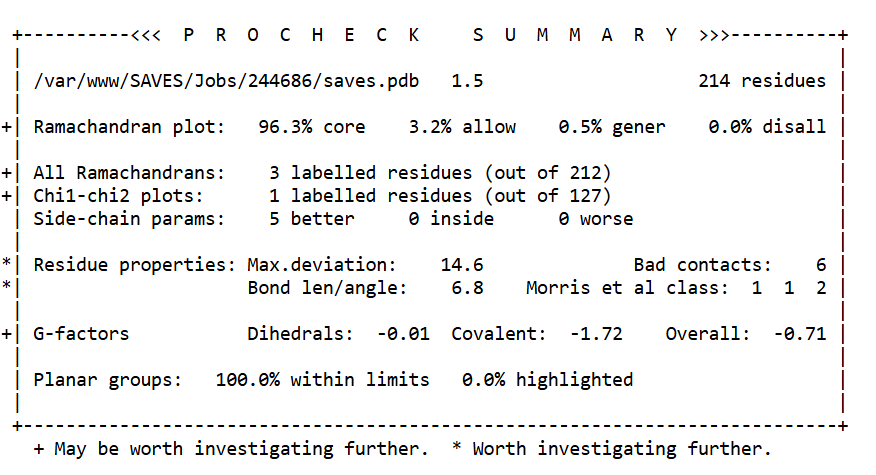 +----------<<<  P  R  O  C  H  E  C  K     S  U  M  M  A  R  Y  >>>----------+
|                                                                            |
| /var/www/SAVES/Jobs/244686/saves.pdb   1.5                    214 residues |
|                                                                            |
+| Ramachandran plot:   96.3% core    3.2% allow    0.5% gener    0.0% disall |
|                                                                            |
+| All Ramachandrans:    3 labelled residues (out of 212)                     |
+| Chi1-chi2 plots:      1 labelled residues (out of 127)                     |
| Side-chain params:    5 better     0 inside     0 worse                    |
|                                                                            |
*| Residue properties: Max.deviation:    14.6              Bad contacts:    6 |
*|                     Bond len/angle:    6.8    Morris et al class:  1  1  2 |
|                                                                            |
+| G-factors           Dihedrals:  -0.01  Covalent:  -1.72    Overall:  -0.71 |
|                                                                            |
| Planar groups:   100.0% within limits   0.0% highlighted                   |
|                                                                            |
+----------------------------------------------------------------------------+
+ May be worth investigating further.  * Worth investigating further.